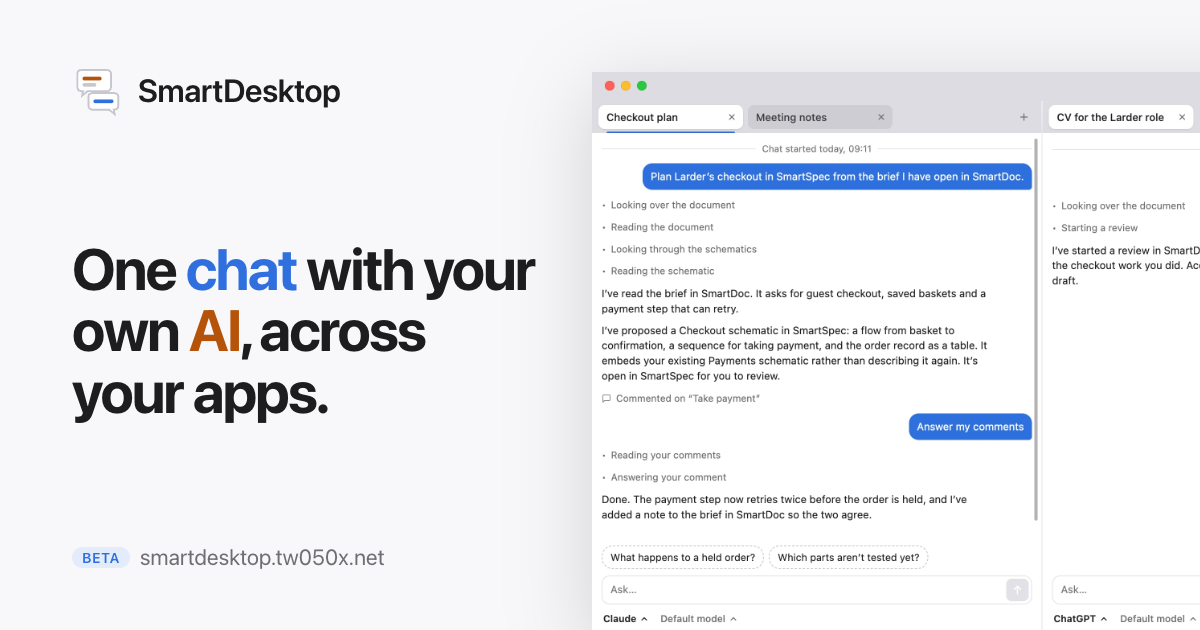 SmartDesktop
One chat with your
own AI, across
your apps.
BETA smartdesktop.tw050x.net
Checkout plan
Meeting notes
Chat started today, 09:11
Plan Larder's checkout in SmartSpec from the brief I have open in SmartDoc.
Looking over the document
Reading the document
Looking through the schematics
Reading the schematic
I've read the brief in SmartDoc. It asks for guest checkout, saved baskets and a
payment step that can retry.
I've proposed a Checkout schematic in SmartSpec: a flow from basket to
confirmation, a sequence for taking payment, and the order record as a table. It
embeds your existing Payments schematic rather than describing it again. It's
open in SmartSpec for you to review.
Commented on "Take payment"
Answer my comments
Reading your comments
Answering your comment
Done. The payment step now retries twice before the order is held, and I've
added a note to the brief in SmartDoc so the two agree.
What happens to a held order?
Which parts aren't tested yet?
Ask...
Claude
Default model
CV for the Larder role
Looking over the document
Starting a review
I've started a review in SmartD
the checkout work you did.
draft.
Ask...
ChatGPT
Default model